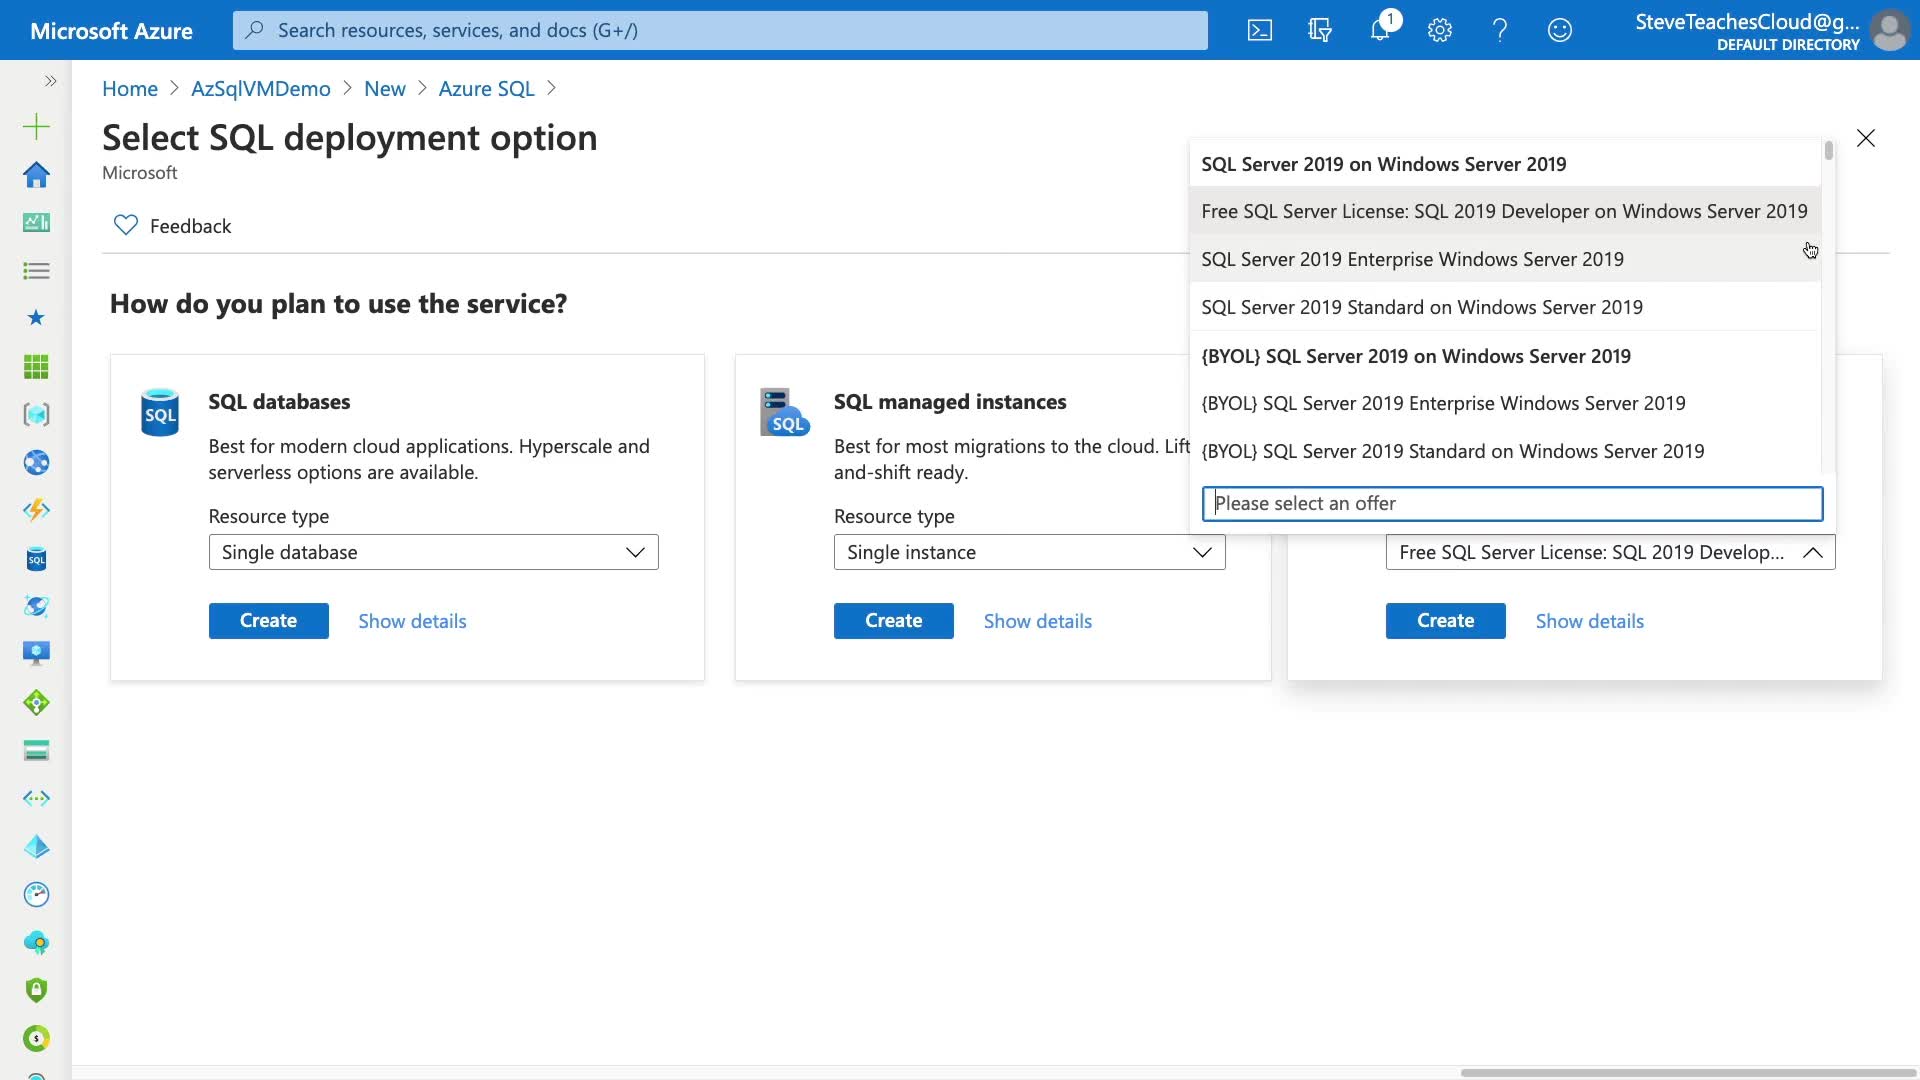 Microsoft Azure
Search resources, services, and docs (G+/)
1
SteveTeachesCloud@g...
DEFAULT DIRECTORY
Home > AzSqlVMDemo > New > Azure SQL >
Select SQL deployment option
Microsoft
Feedback
How do you plan to use the service?
SQL
SQL databases
Best for modern cloud applications. Hyperscale and
serverless options are available.
Resource type
Single database
Create
Show details
SQL
SQL managed instances
Best for most migrations to the cloud. Lift
and-shift ready.
Resource type
Single instance
Create
Show details
SQL Server 2019 on Windows Server 2019
Free SQL Server License: SQL 2019 Developer on Windows Server 2019
SQL Server 2019 Enterprise Windows Server 2019
SQL Server 2019 Standard on Windows Server 2019
{BYOL} SQL Server 2019 on Windows Server 2019
{BYOL} SQL Server 2019 Enterprise Windows Server 2019
{BYOL} SQL Server 2019 Standard on Windows Server 2019
Please select an offer
Free SQL Server License: SQL 2019 Develop...
Create
Show details
SQL